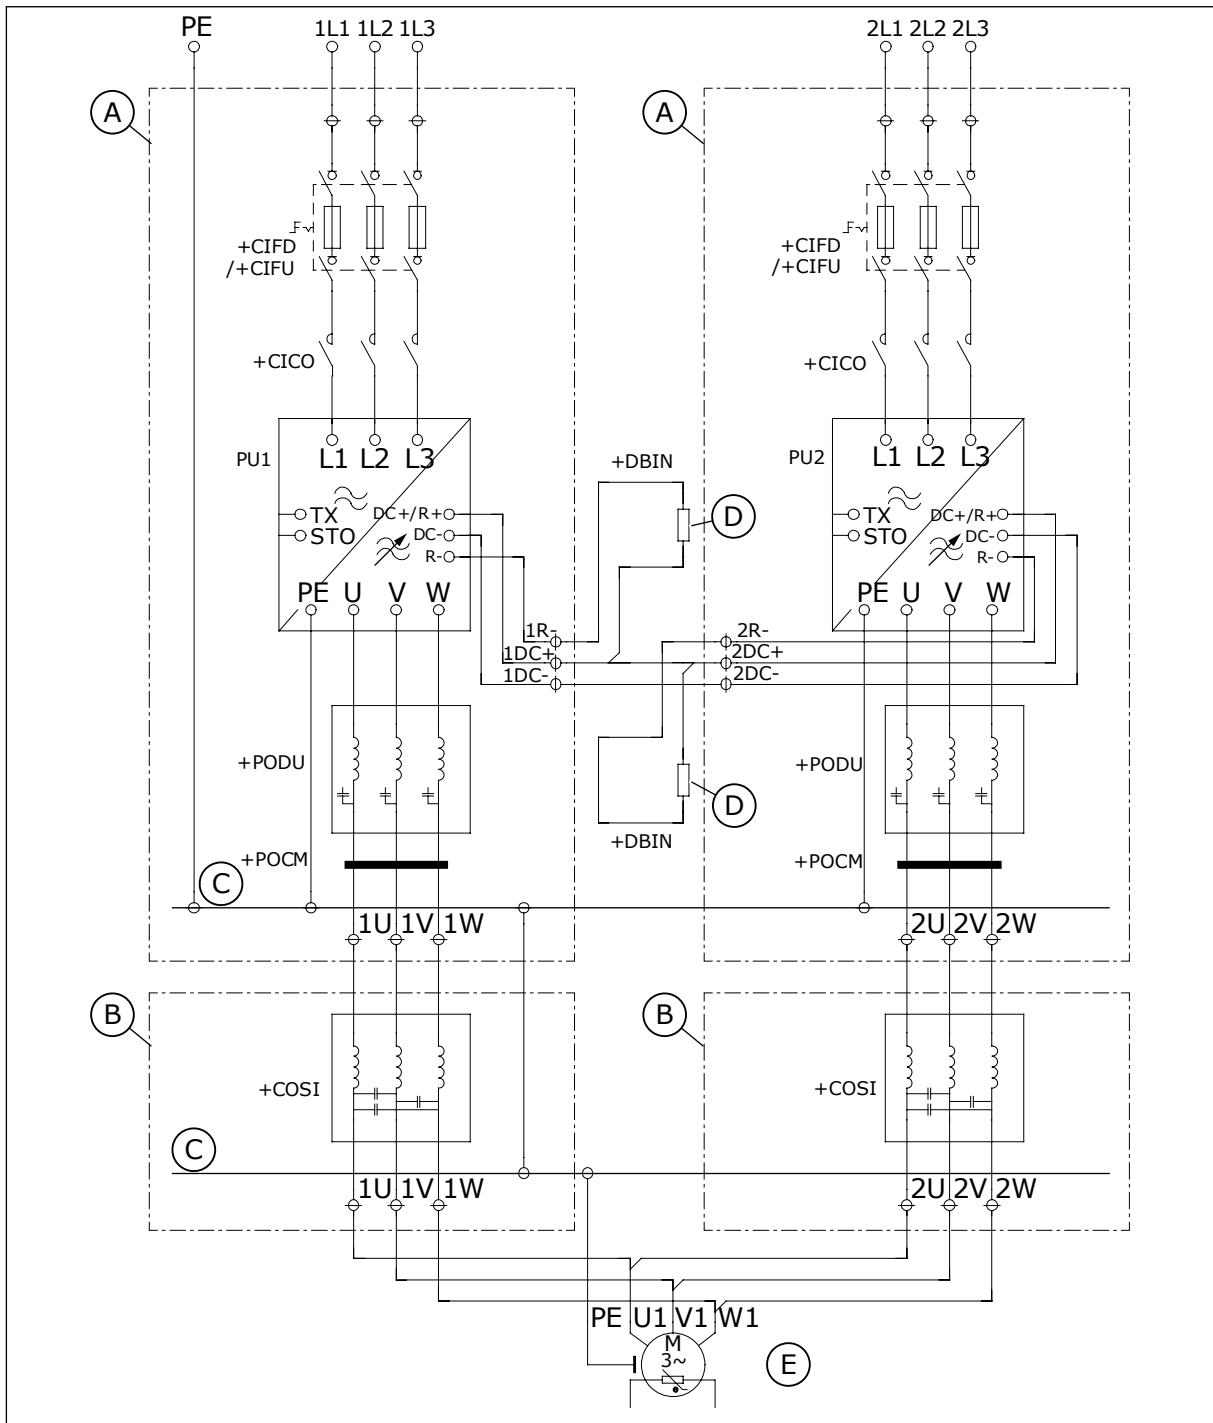 PE 1L1 1L2 1L3 2L1 2L2 2L3
A A
+CIFD
/+CIFU
+CIFD
/+CIFU
+CICO +CICO
PU1 L1 L2 L3
+DBIN
PU2 L1 L2 L3
TX DC+/R+
STO DC-
R-
D
TX DC+/R+
STO DC-
R-
PE U V W PE U V W
1R- 2R-
1DC+ 2DC+
1DC- 2DC-
+PODU +PODU
D
+DBIN
+POCM +POCM
C
1U 1V 1W 2U 2V 2W
B B
+COSI +COSI
C
1U 1V 1W 2U 2V 2W
PE U1 V1 W1
M
3~
E